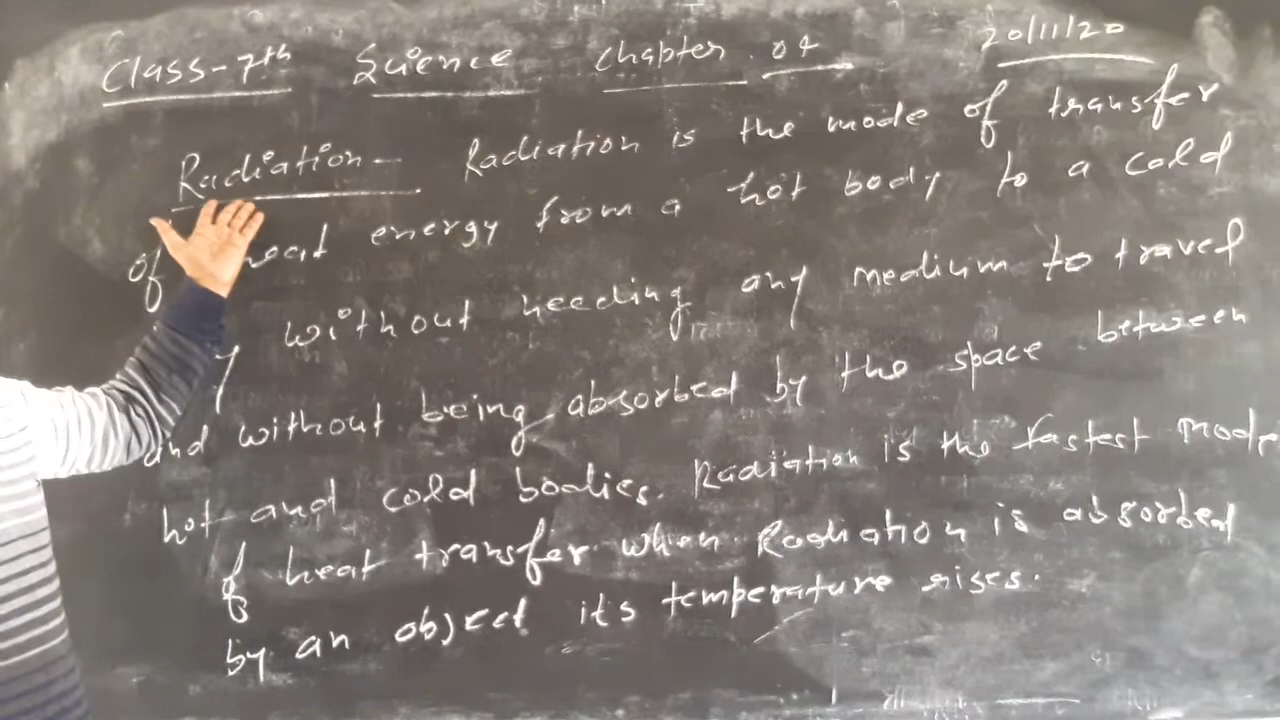 Class-7th Science Chapter. 04 20/11/20
Radiation- Radiation is the mode of transfer
of heat energy from a hot body to a cold
y without needing any medium to travel
and without being absorbed by the space between
hot and cold bodies. Radiation is the fastest mode
of heat transfer. when Radiation is absorbed
by an object its temperature rises.